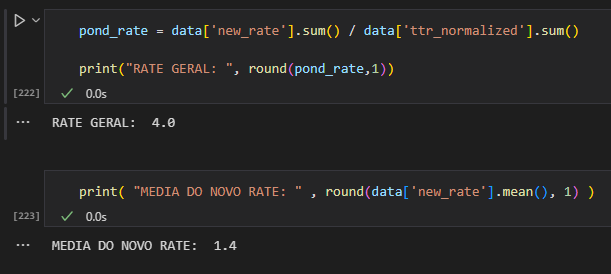 pond_rate = data['new_rate'].sum() / data['ttr_normalized'].sum()
print("RATE GERAL: ", round(pond_rate,1))
[222]
0.0s
RATE GERAL:  4.0
print( "MEDIA DO NOVO RATE: " , round(data['new_rate'].mean(), 1) )
[223]
0.0s
MEDIA DO NOVO RATE:  1.4